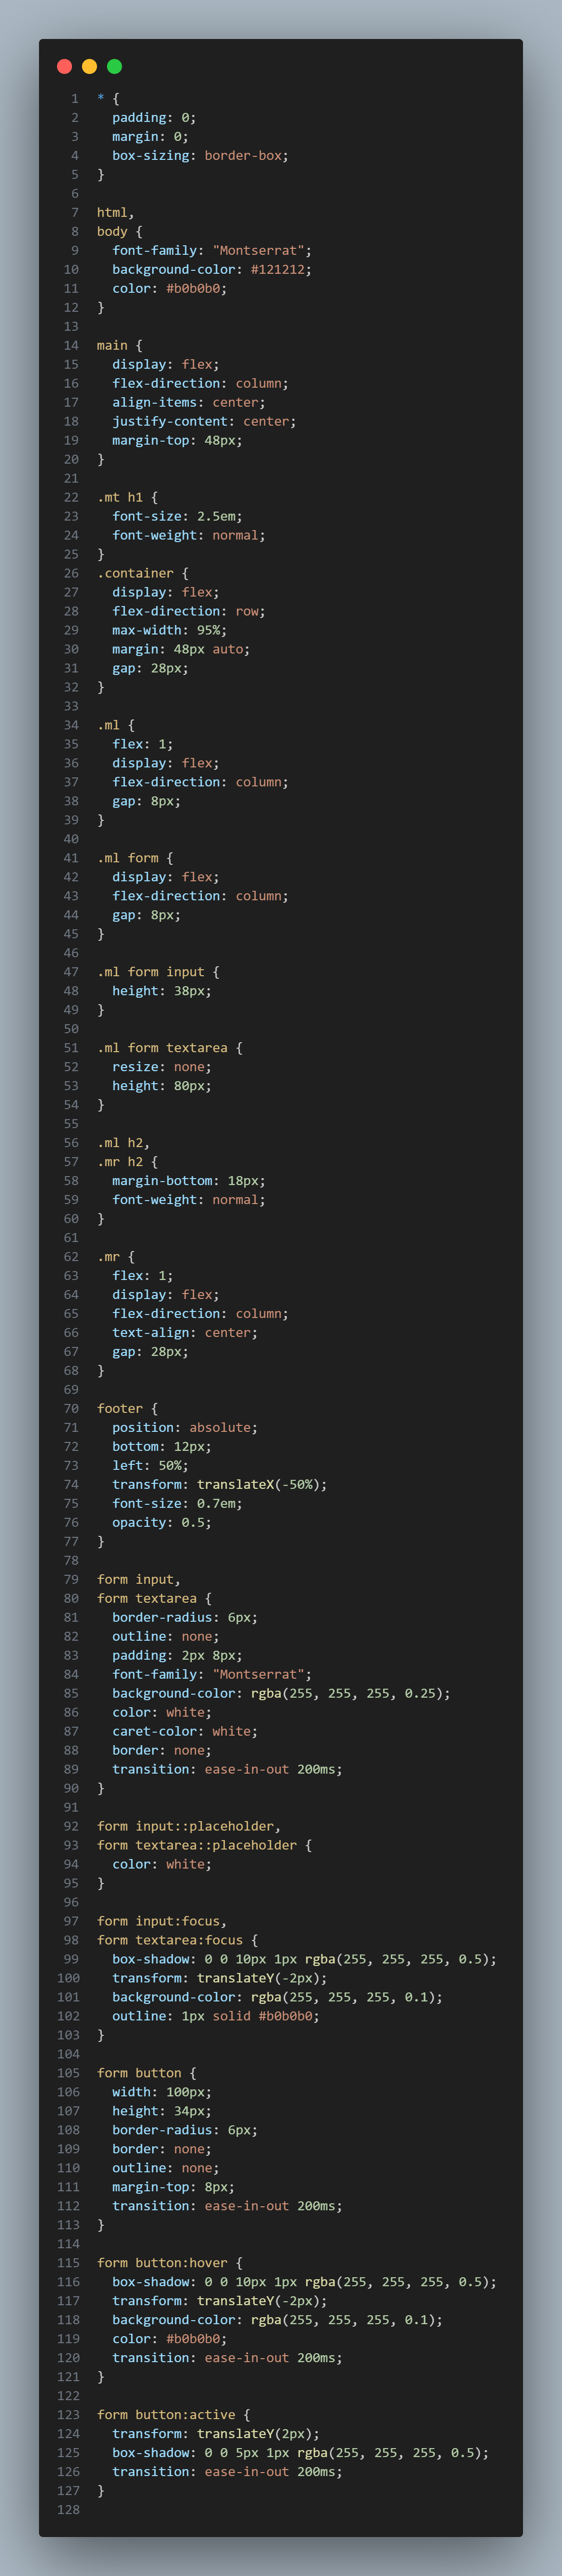 1 * {
2   padding: 0;
3   margin: 0;
4   box-sizing: border-box;
5 }
6
7 html,
8 body {
9   font-family: "Montserrat";
10   background-color: #121212;
11   color: #b0b0b0;
12 }
13
14 main {
15   display: flex;
16   flex-direction: column;
17   align-items: center;
18   justify-content: center;
19   margin-top: 48px;
20 }
21
22 .mt h1 {
23   font-size: 2.5em;
24   font-weight: normal;
25 }
26 .container {
27   display: flex;
28   flex-direction: row;
29   max-width: 95%;
30   margin: 48px auto;
31   gap: 28px;
32 }
33
34 .ml {
35   flex: 1;
36   display: flex;
37   flex-direction: column;
38   gap: 8px;
39 }
40
41 .ml form {
42   display: flex;
43   flex-direction: column;
44   gap: 8px;
45 }
46
47 .ml form input {
48   height: 38px;
49 }
50
51 .ml form textarea {
52   resize: none;
53   height: 80px;
54 }
55
56 .ml h2,
57 .mr h2 {
58   margin-bottom: 18px;
59   font-weight: normal;
60 }
61
62 .mr {
63   flex: 1;
64   display: flex;
65   flex-direction: column;
66   text-align: center;
67   gap: 28px;
68 }
69
70 footer {
71   position: absolute;
72   bottom: 12px;
73   left: 50%;
74   transform: translateX(-50%);
75   font-size: 0.7em;
76   opacity: 0.5;
77 }
78
79 form input,
80 form textarea {
81   border-radius: 6px;
82   outline: none;
83   padding: 2px 8px;
84   font-family: "Montserrat";
85   background-color: rgba(255, 255, 255, 0.25);
86   color: white;
87   caret-color: white;
88   border: none;
89   transition: ease-in-out 200ms;
90 }
91
92 form input::placeholder,
93 form textarea::placeholder {
94   color: white;
95 }
96
97 form input:focus,
98 form textarea:focus {
99   box-shadow: 0 0 10px 1px rgba(255, 255, 255, 0.5);
100   transform: translateY(-2px);
101   background-color: rgba(255, 255, 255, 0.1);
102   outline: 1px solid #b0b0b0;
103 }
104
105 form button {
106   width: 100px;
107   height: 34px;
108   border-radius: 6px;
109   border: none;
110   outline: none;
111   margin-top: 8px;
112   transition: ease-in-out 200ms;
113 }
114
115 form button:hover {
116   box-shadow: 0 0 10px 1px rgba(255, 255, 255, 0.5);
117   transform: translateY(-2px);
118   background-color: rgba(255, 255, 255, 0.1);
119   color: #b0b0b0;
120   transition: ease-in-out 200ms;
121 }
122
123 form button:active {
124   transform: translateY(2px);
125   box-shadow: 0 0 5px 1px rgba(255, 255, 255, 0.5);
126   transition: ease-in-out 200ms;
127 }
128